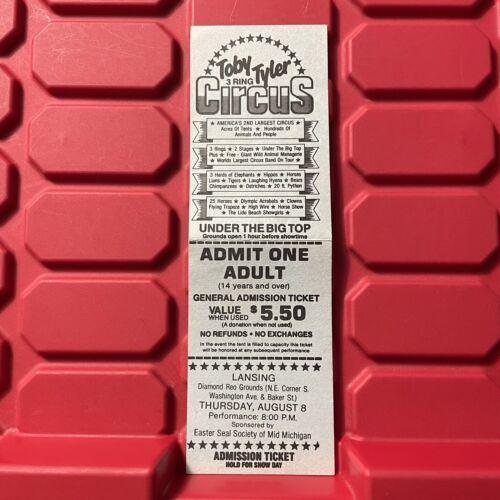 Toby Tyler
3 RING
CIRCUS
★ AMERICA'S 2ND LARGEST CIRCUS ★
Acres Of Tents ★ Hundreds Of
Animals And People
3 Rings ★ 2 Stages ★ Under The Big Top
Plus ★ Free - Giant Wild Animal Menagerie
★ Worlds Largest Circus Band On Tour ★
3 Herds of Elephants ★ Hippos ★ Horses
Lions ★ Tigers ★ Laughing Hyena ★ Bears
Chimpanzees ★ Ostriches ★ 20 ft. Python
25 Horses ★ Olympic Acrobats ★ Clowns
Flying Trapeze ★ High Wire ★ Horse Show
★ The Lido Beach Showgirls ★
UNDER THE BIG TOP
Grounds open 1 hour before showtime
ADMIT ONE
ADULT
(14 years and over)
GENERAL ADMISSION TICKET
VALUE $5.50
WHEN USED
(A donation when not used)
NO REFUNDS • NO EXCHANGES
In the event the tent is filled to capacity this ticket
will be honored at any subsequent performance
LANSING
Diamond Reo Grounds (N.E. Corner S.
Washington Ave. & Baker St.)
THURSDAY, AUGUST 8
Performance: 8:00 P.M.
Sponsored by
Easter Seal Society of Mid Michigan
ADMISSION TICKET
HOLD FOR SHOW DAY